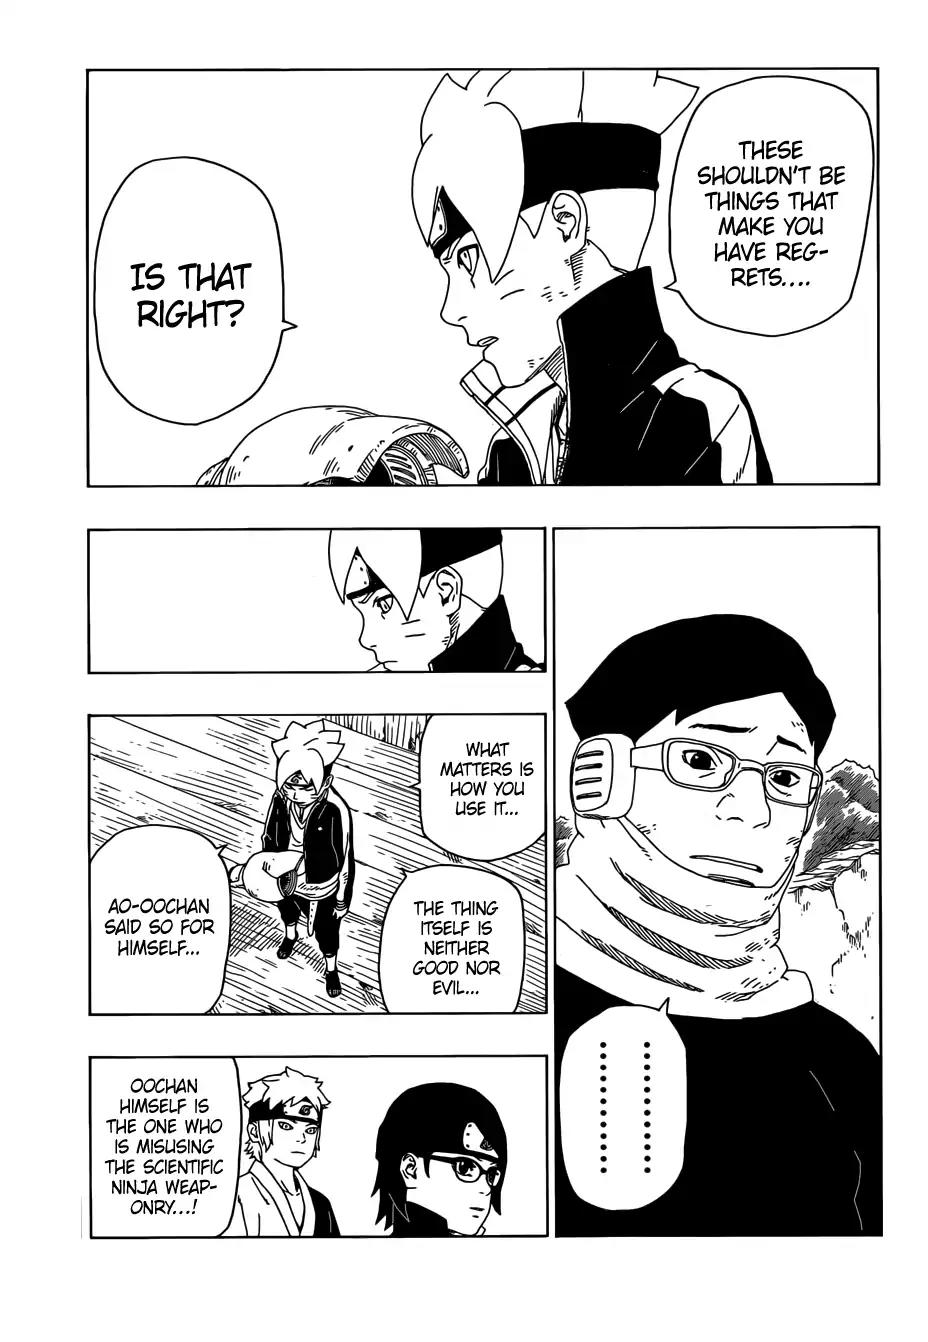 THESE
SHOULDN'T BE
THINGS THAT
MAKE YOU
HAVE REG-
RETS....
IS THAT
RIGHT?
WHAT
MATTERS IS
HOW YOU
USE IT...
THE THING
ITSELF IS
NEITHER
GOOD NOR
EVIL...
AO-OOCHAN
SAID SO FOR
HIMSELF...
OOCHAN
HIMSELF IS
THE ONE WHO
IS MISUSING
THE SCIENTIFIC
NINJA WEAP-
ONRY...!